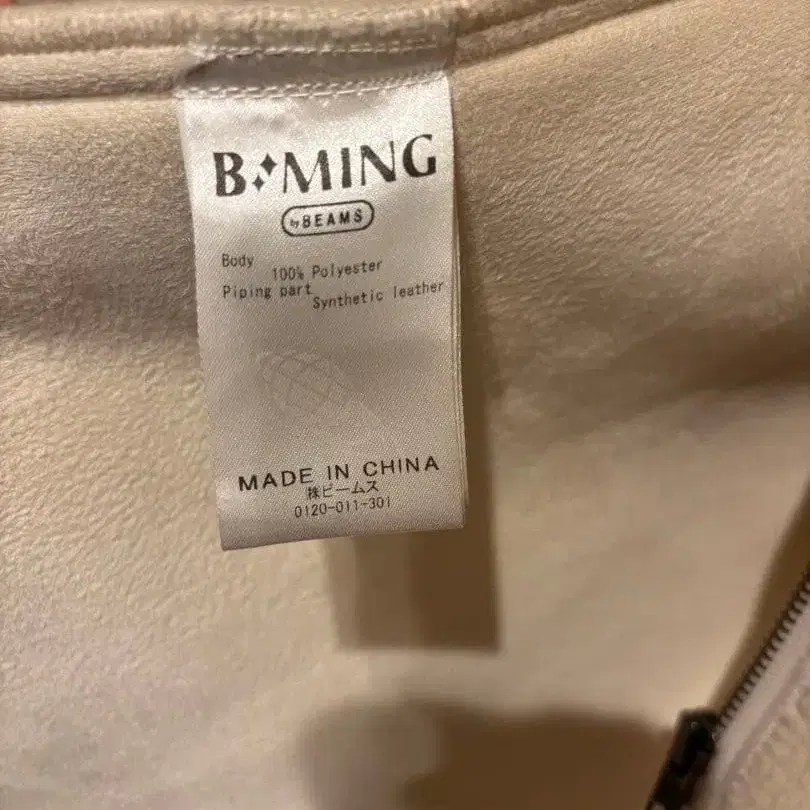 B MING
by BEAMS
Body
100% Polyester
Piping part
Synthetic leather
MADE IN CHINA
㈱ビームス
0120-011-301